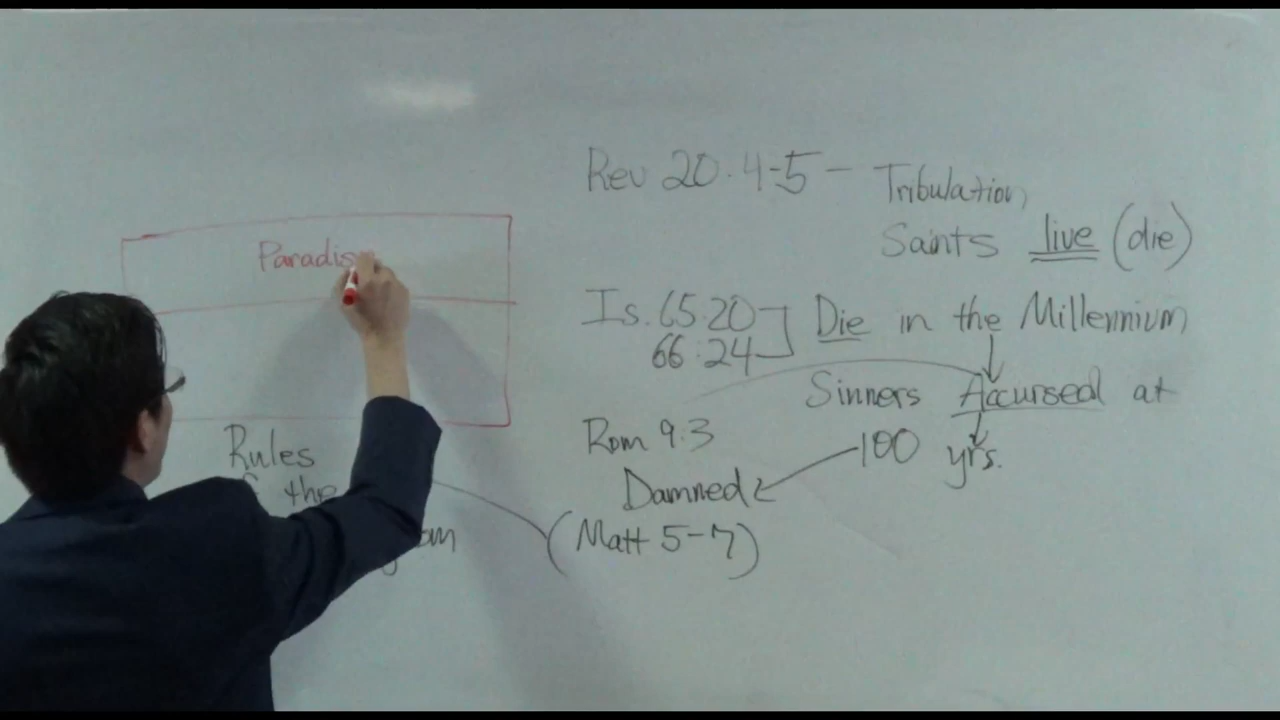 Paradis
Rules
the
Rev 20.4-5 - Tribulation
Saints live (die)
Is. 65:20 Die in the Millennium
66:24
Sinners Accursed at
100 yrs.
Rom 9.3
Damned
(Matt 5-7)